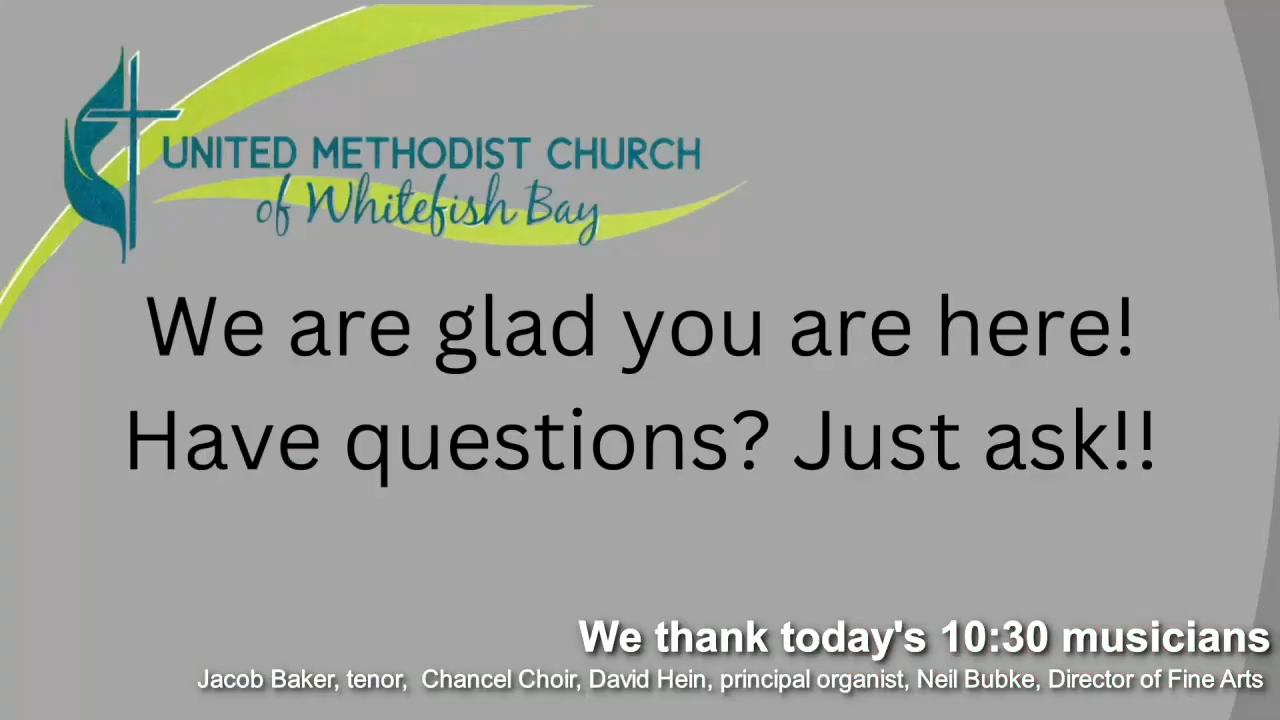 UNITED METHODIST CHURCH
of Whitefish Bay
We are glad you are here!
Have questions? Just ask!!
We thank today's 10:30 musicians
Jacob Baker, tenor,  Chancel Choir, David Hein, principal organist, Neil Bubke, Director of Fine Arts